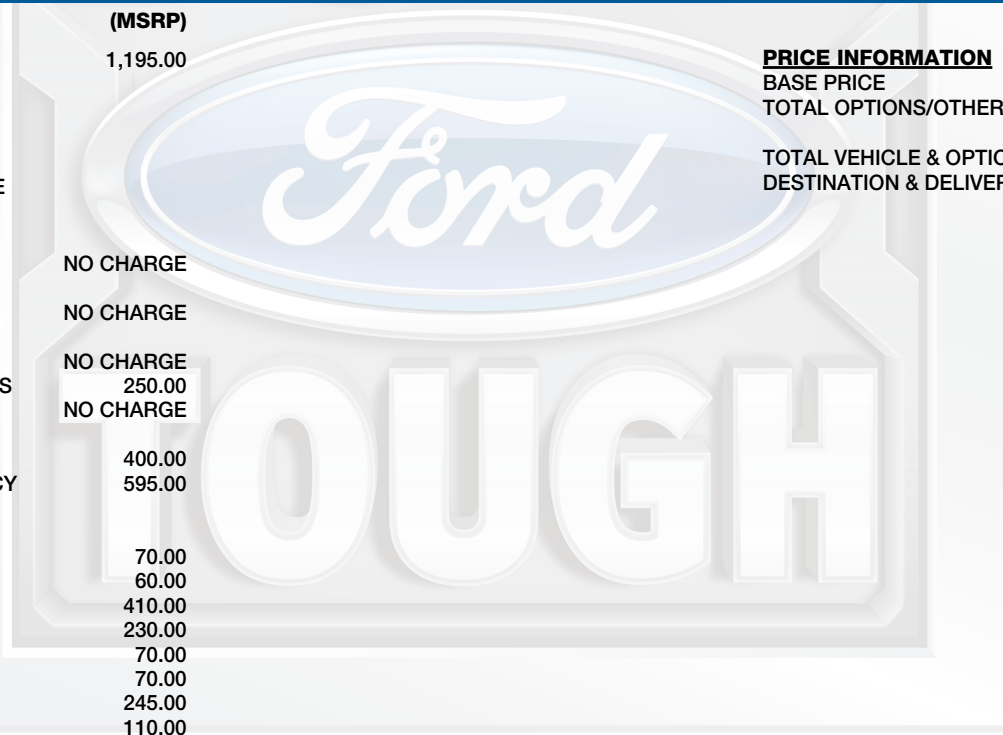 (MSRP)
1,195.00
PRICE INFORMATION
BASE PRICE
TOTAL OPTIONS/OTHER
TOTAL VEHICLE & OPTIO
DESTINATION & DELIVER
E
NO CHARGE
NO CHARGE
NO CHARGE
S 250.00
NO CHARGE
400.00
CY 595.00
70.00
60.00
410.00
230.00
70.00
70.00
245.00
110.00
Ford
TOUGH